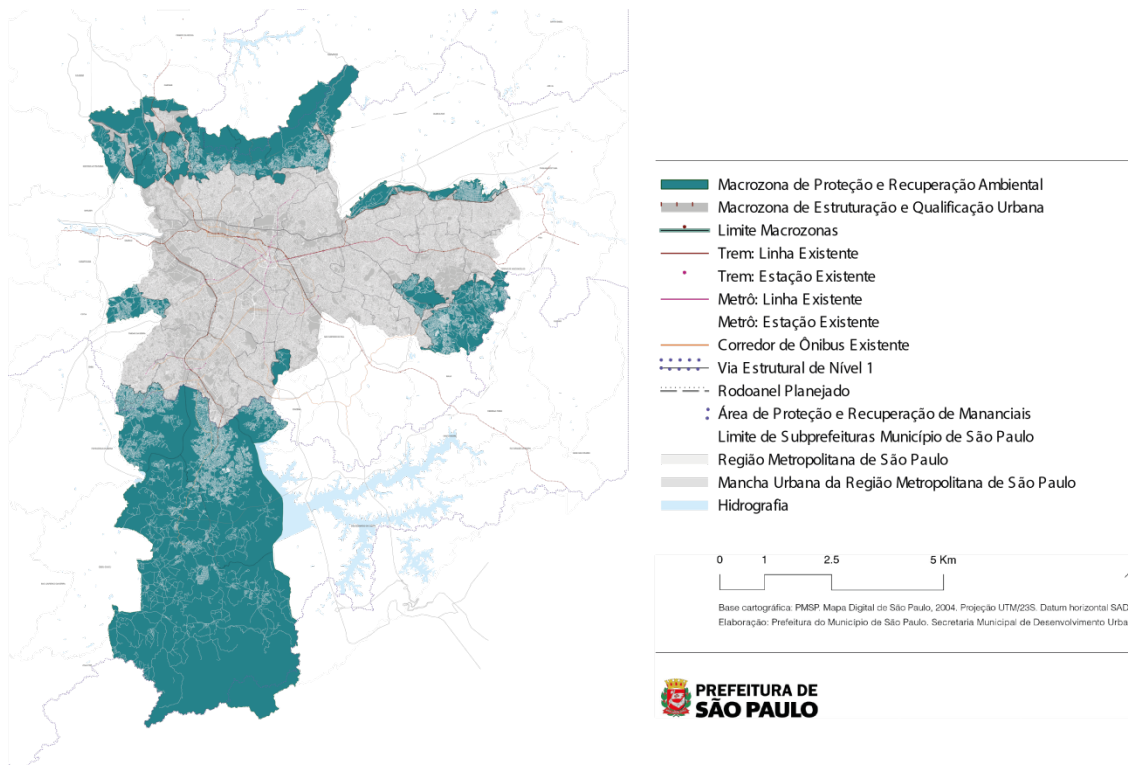 Macrozona de Proteção e Recuperação Ambiental
Macrozona de Estruturação e Qualificação Urbana
Limite Macrozonas
Trem: Linha Existente
Trem: Estação Existente
Metrô: Linha Existente
Metrô: Estação Existente
Corredor de Ônibus Existente
Via Estrutural de Nível 1
Rodoanel Planejado
Área de Proteção e Recuperação de Mananciais
Limite de Subprefeituras Município de São Paulo
Região Metropolitana de São Paulo
Mancha Urbana da Região Metropolitana de São Paulo
Hidrografia
0 1 2.5 5 Km
Base cartográfica: PMSP. Mapa Digital de São Paulo, 2004. Projeção UTM/23S. Datum horizontal SAD
Elaboração: Prefeitura do Município de São Paulo. Secretaria Municipal de Desenvolvimento Urba
PREFEITURA DE
SÃO PAULO